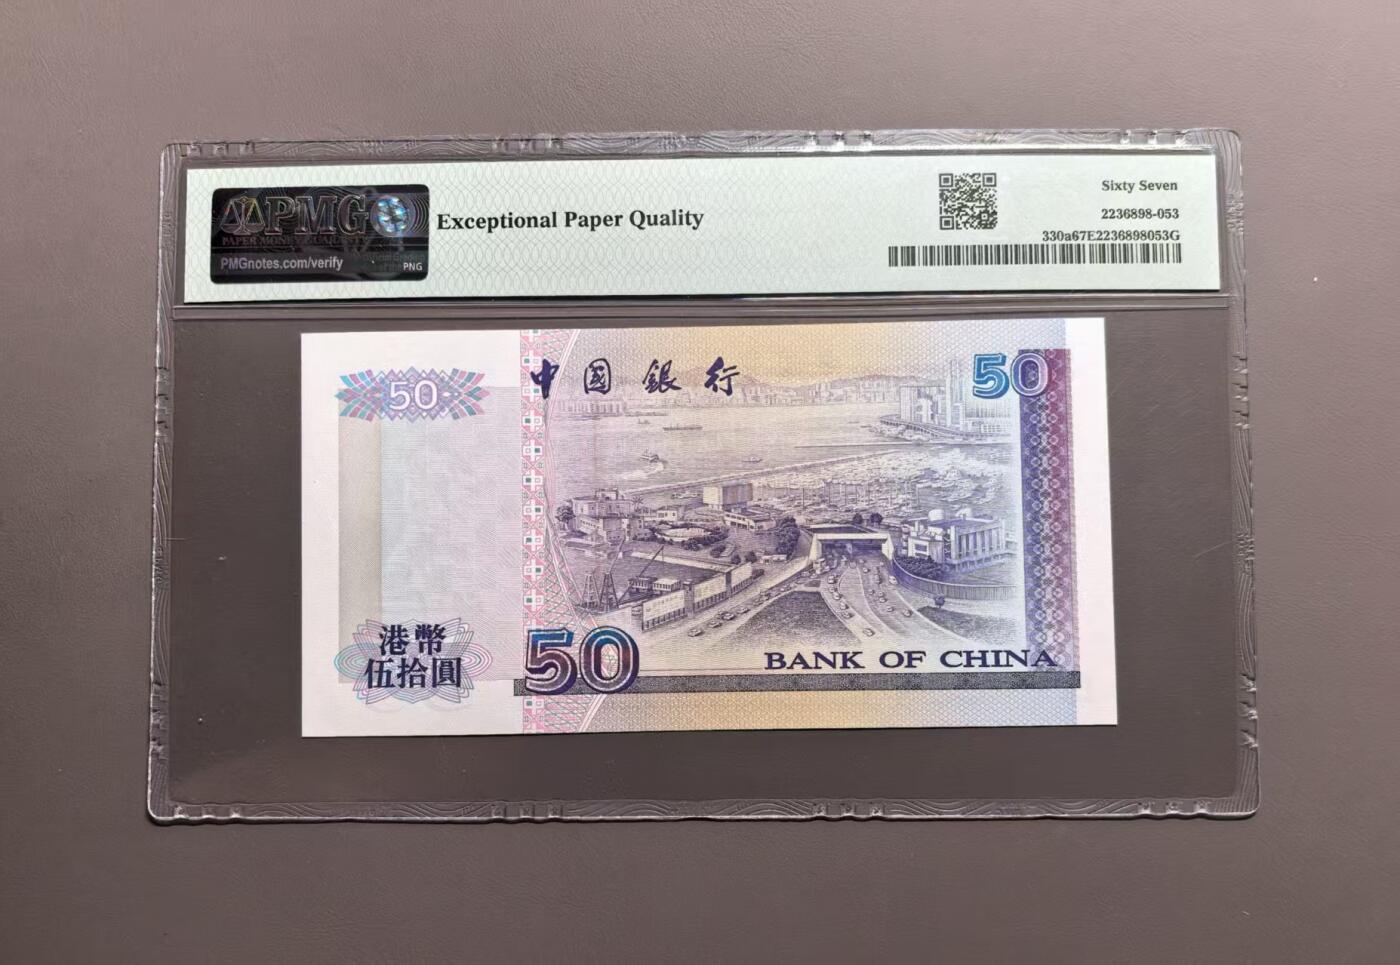 PMG
PAPER MONEY GUARANTY
PMGnotes.com/verify
PNG
Exceptional Paper Quality
Sixty Seven
2236898-053
330a67E2236898053G
50
中國銀行
50
港幣
伍拾圓
50
BANK OF CHINA